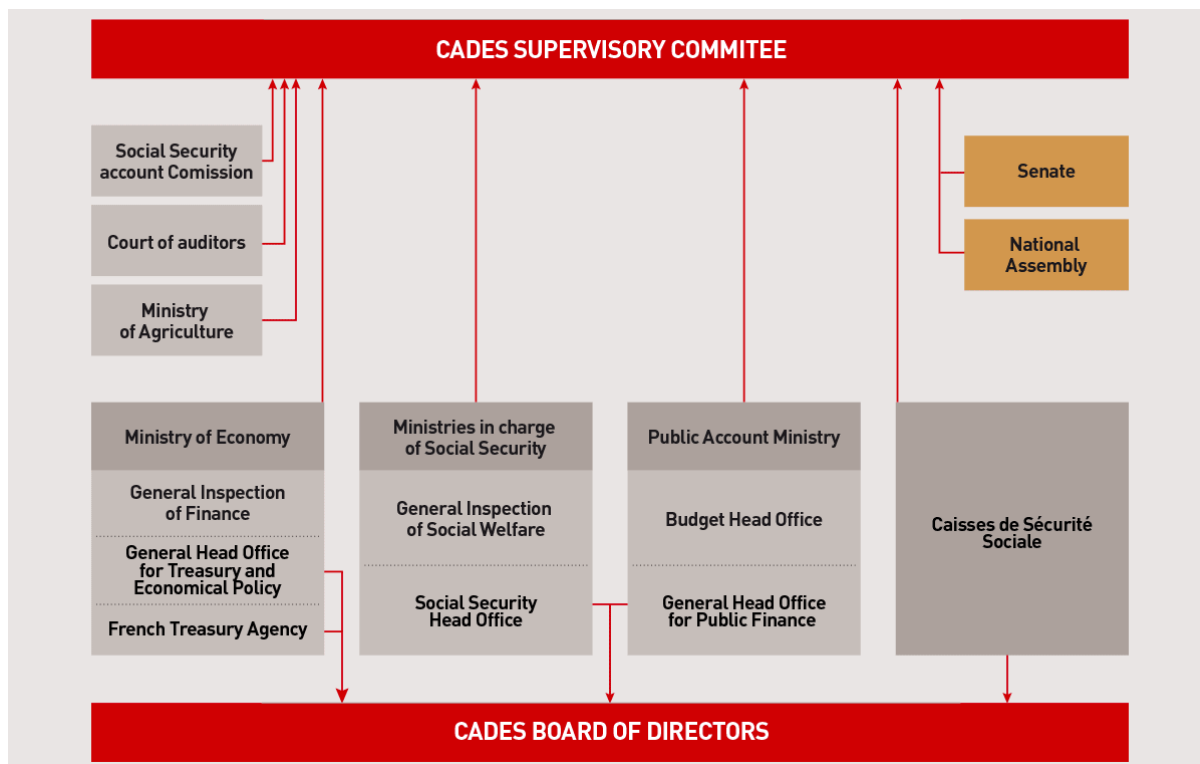 CADES SUPERVISORY COMMITEE
Social Security
account Comission
Court of auditors
Ministry
of Agriculture
Senate
National
Assembly
Ministry of Economy
General Inspection
of Finance
General Head Office
for Treasury and
Economical Policy
French Treasury Agency
Ministries in charge
of Social Security
General Inspection
of Social Welfare
Social Security
Head Office
Public Account Ministry
Budget Head Office
General Head Office
for Public Finance
Caisses de Sécurité
Sociale
CADES BOARD OF DIRECTORS